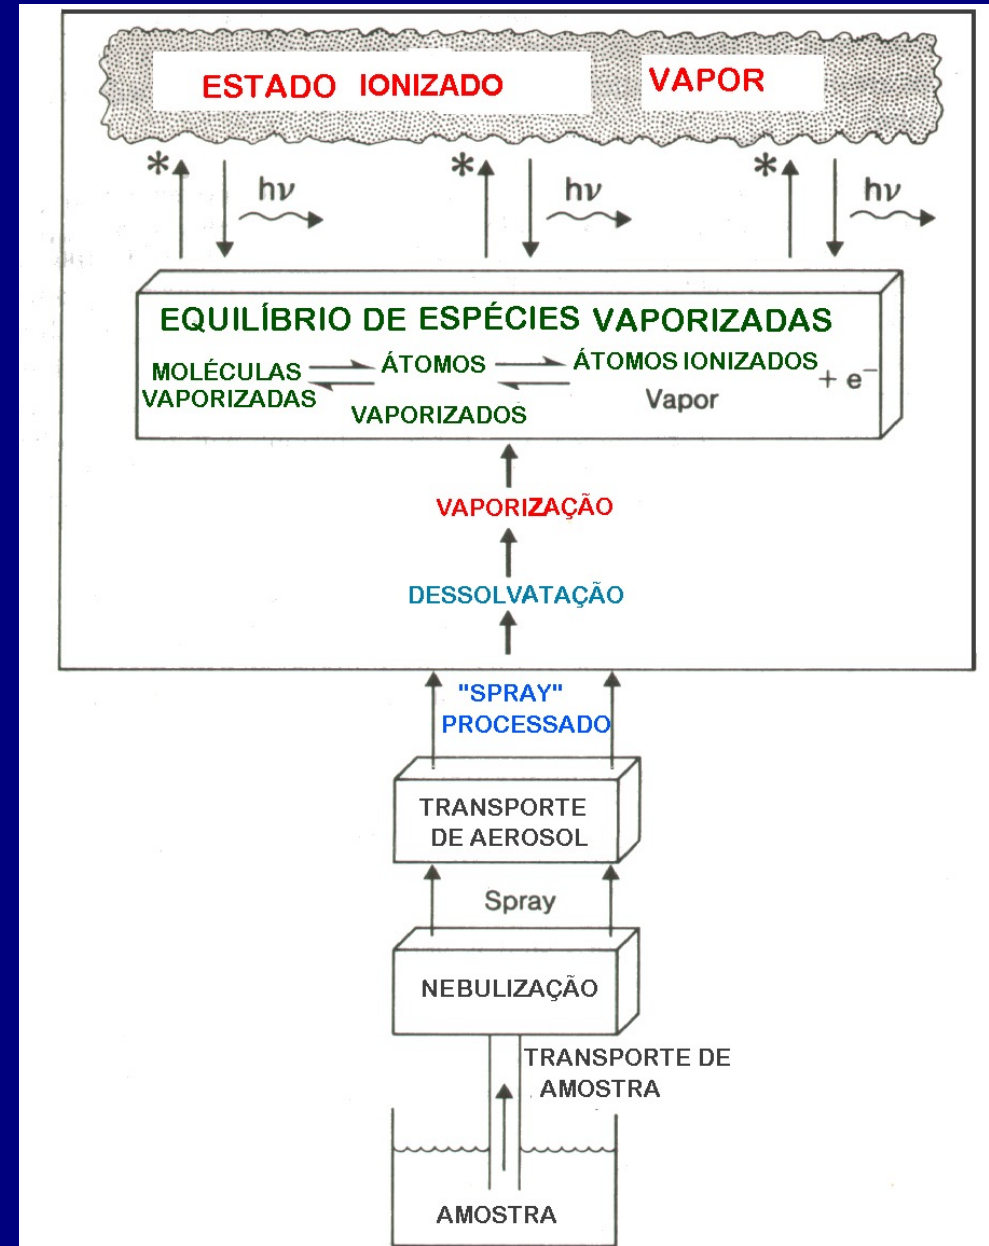 ESTADO IONIZADO VAPOR
* * *
hν hν hν
EQUILÍBRIO DE ESPÉCIES VAPORIZADAS
MOLÉCULAS VAPORIZADAS
ÁTOMOS VAPORIZADOS
ÁTOMOS IONIZADOS
Vapor
+ e⁻
VAPORIZAÇÃO
DESSOLVATAÇÃO
"SPRAY"
PROCESSADO
TRANSPORTE
DE AEROSOL
Spray
NEBULIZAÇÃO
TRANSPORTE DE
AMOSTRA
AMOSTRA